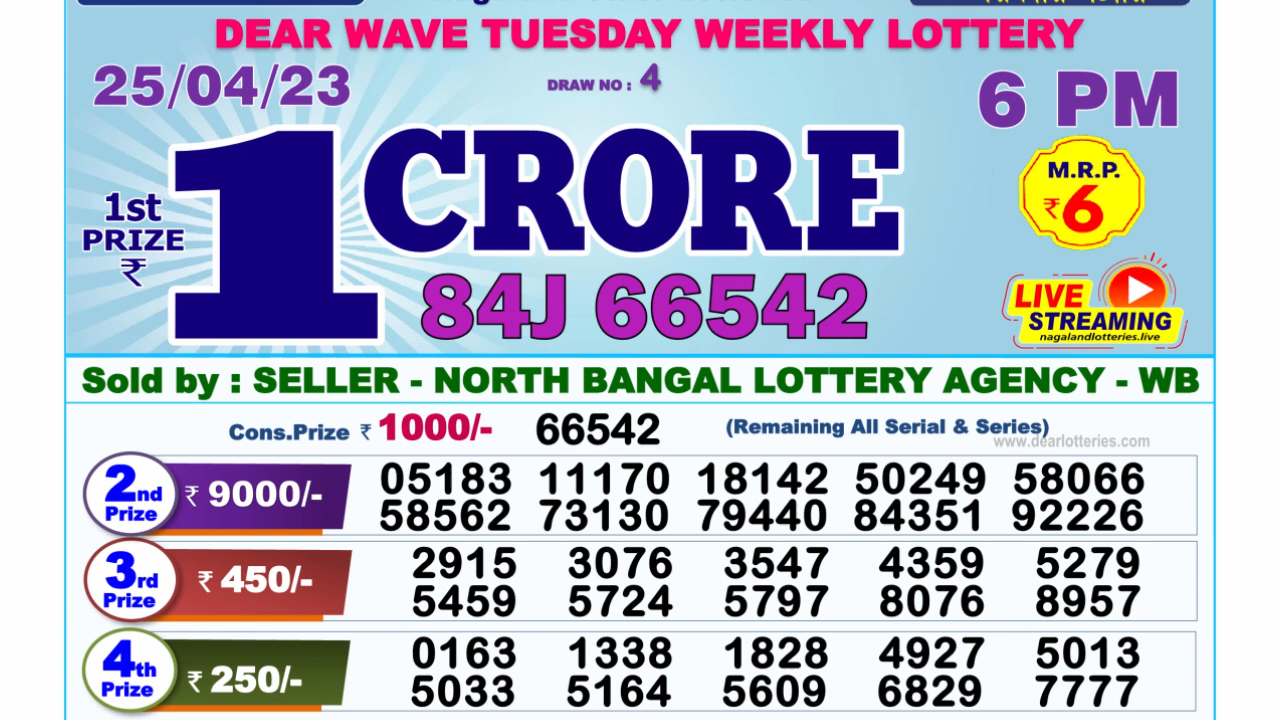 DEAR WAVE TUESDAY WEEKLY LOTTERY
25/04/23
DRAW NO : 4
6 PM
1st
PRIZE
₹
1 CRORE
M.R.P.
₹6
84J 66542
LIVE
STREAMING
nagalandlotteries.live
Sold by : SELLER - NORTH BANGAL LOTTERY AGENCY - WB
Cons.Prize ₹ 1000/- 66542 (Remaining All Serial & Series)
www.dearlotteries.com
2nd Prize ₹ 9000/-
05183 11170 18142 50249 58066
58562 73130 79440 84351 92226
3rd Prize ₹ 450/-
2915 3076 3547 4359 5279
5459 5724 5797 8076 8957
4th Prize ₹ 250/-
0163 1338 1828 4927 5013
5033 5164 5609 6829 7777